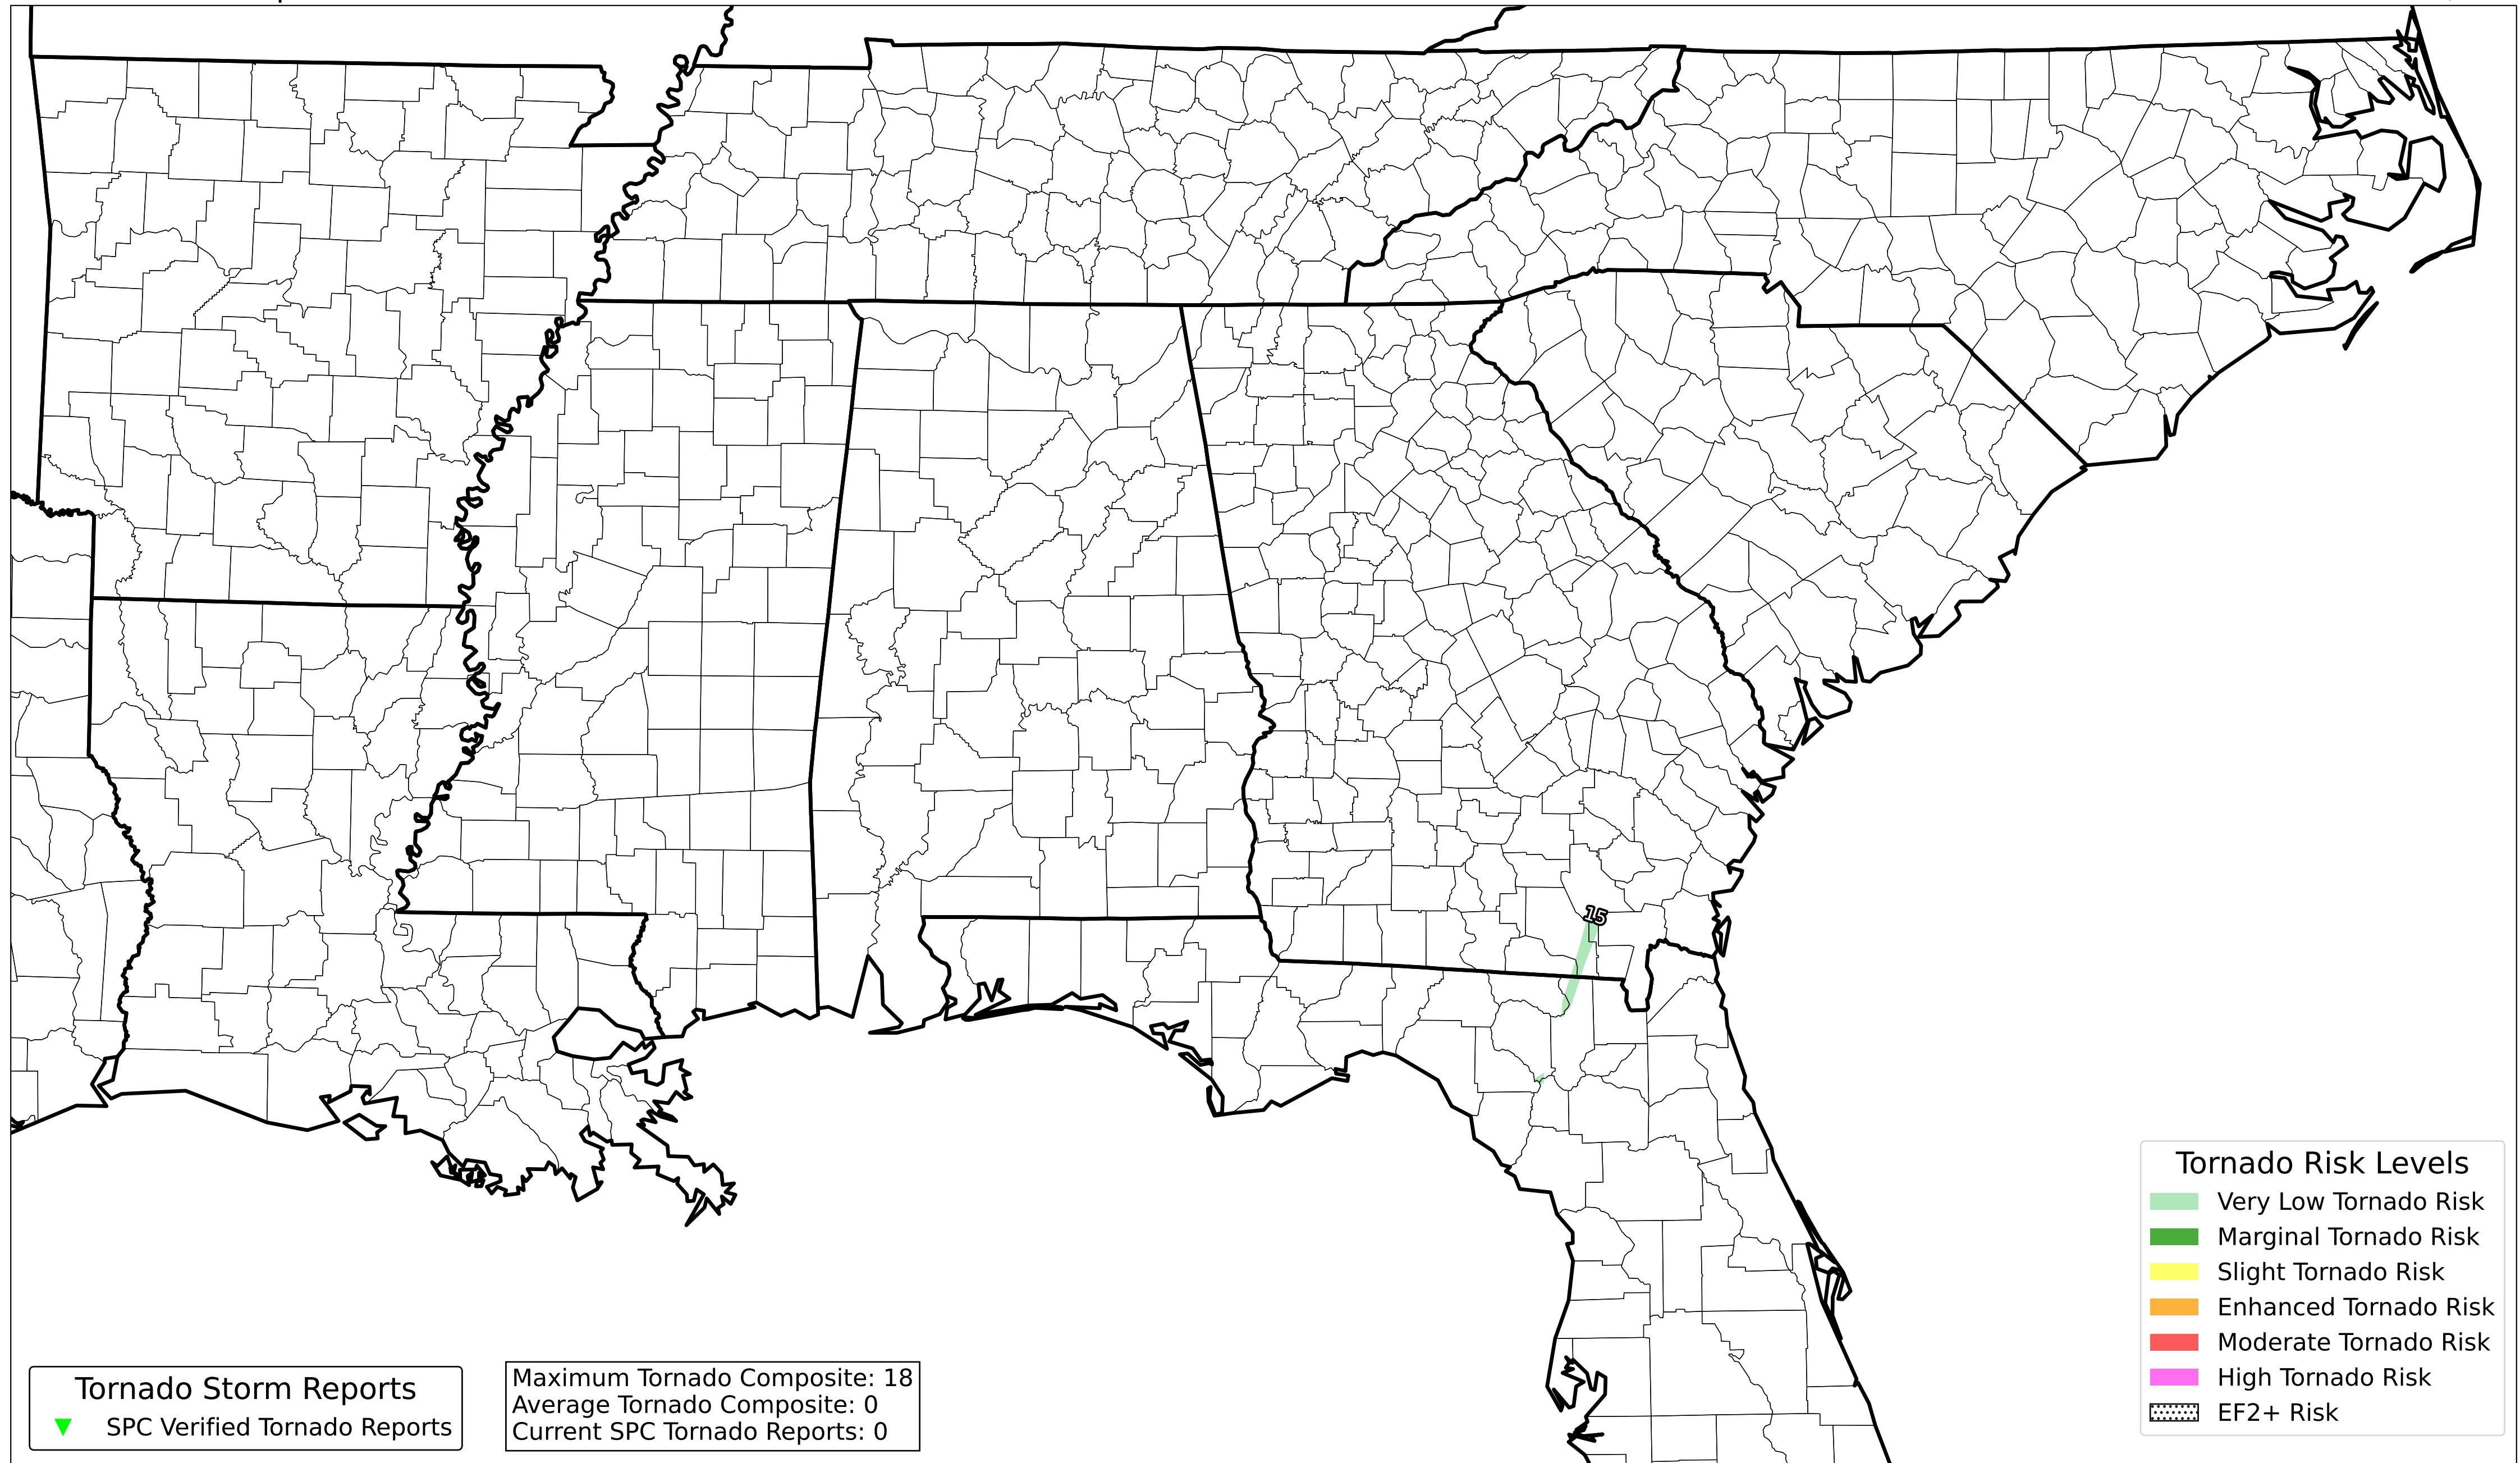 15
Tornado Risk Levels
Very Low Tornado Risk
Marginal Tornado Risk
Slight Tornado Risk
Enhanced Tornado Risk
Moderate Tornado Risk
High Tornado Risk
EF2+ Risk
Tornado Storm Reports
SPC Verified Tornado Reports
Maximum Tornado Composite: 18
Average Tornado Composite: 0
Current SPC Tornado Reports: 0